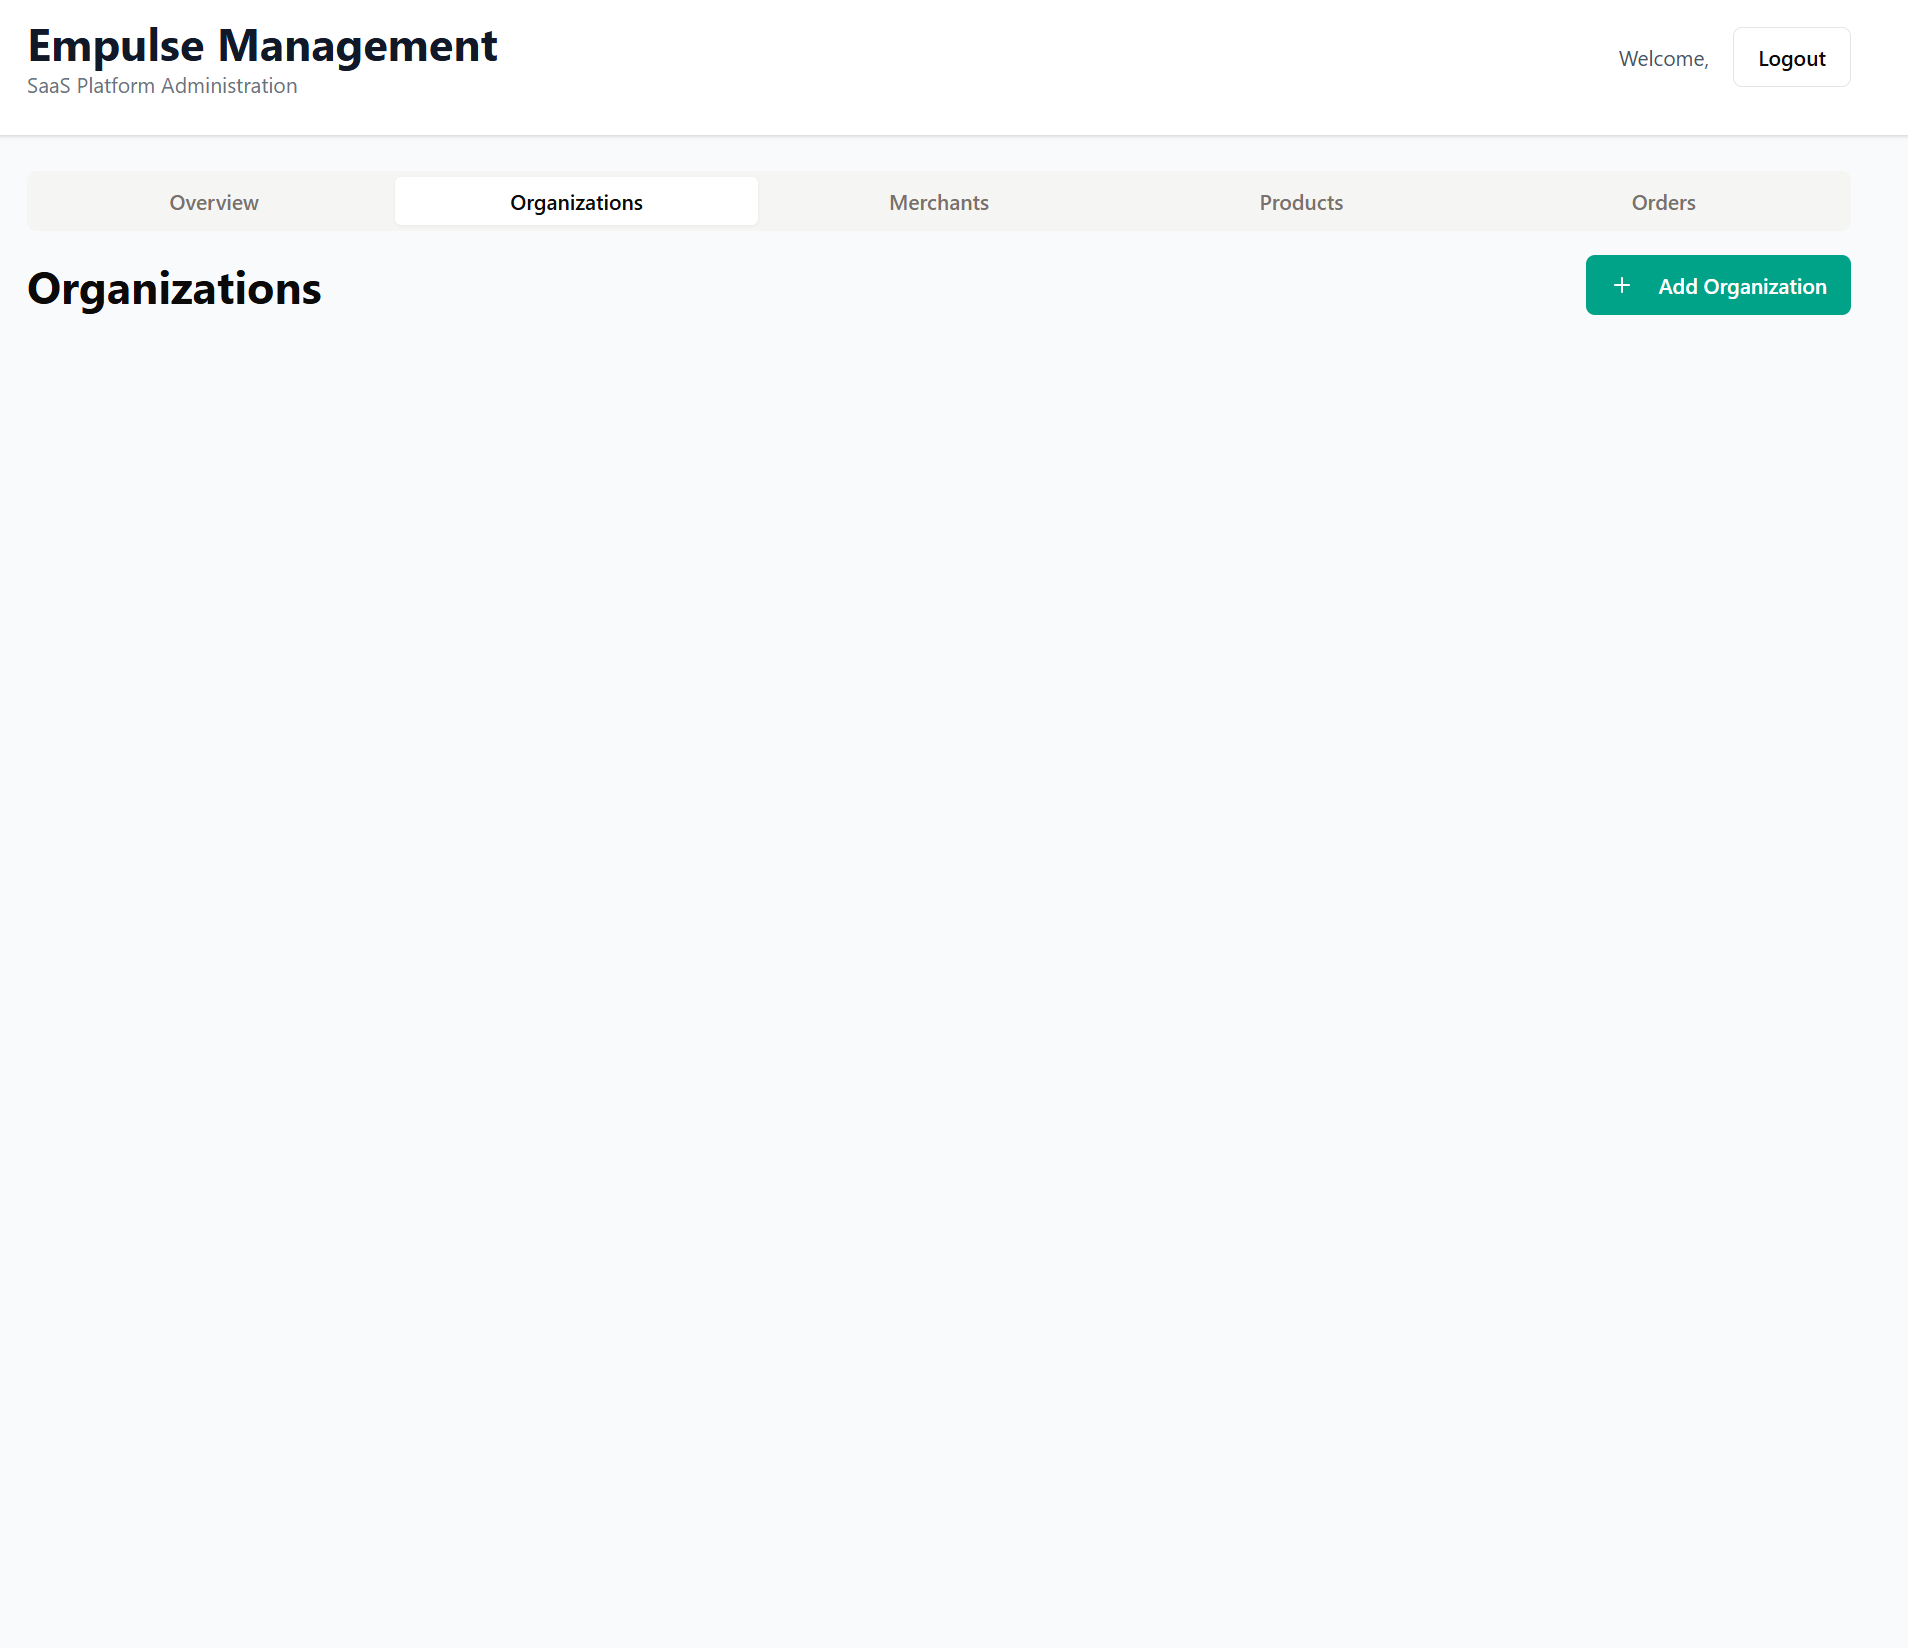 Empulse Management
SaaS Platform Administration
Welcome,
Logout
Overview
Organizations
Merchants
Products
Orders
Organizations
+ Add Organization